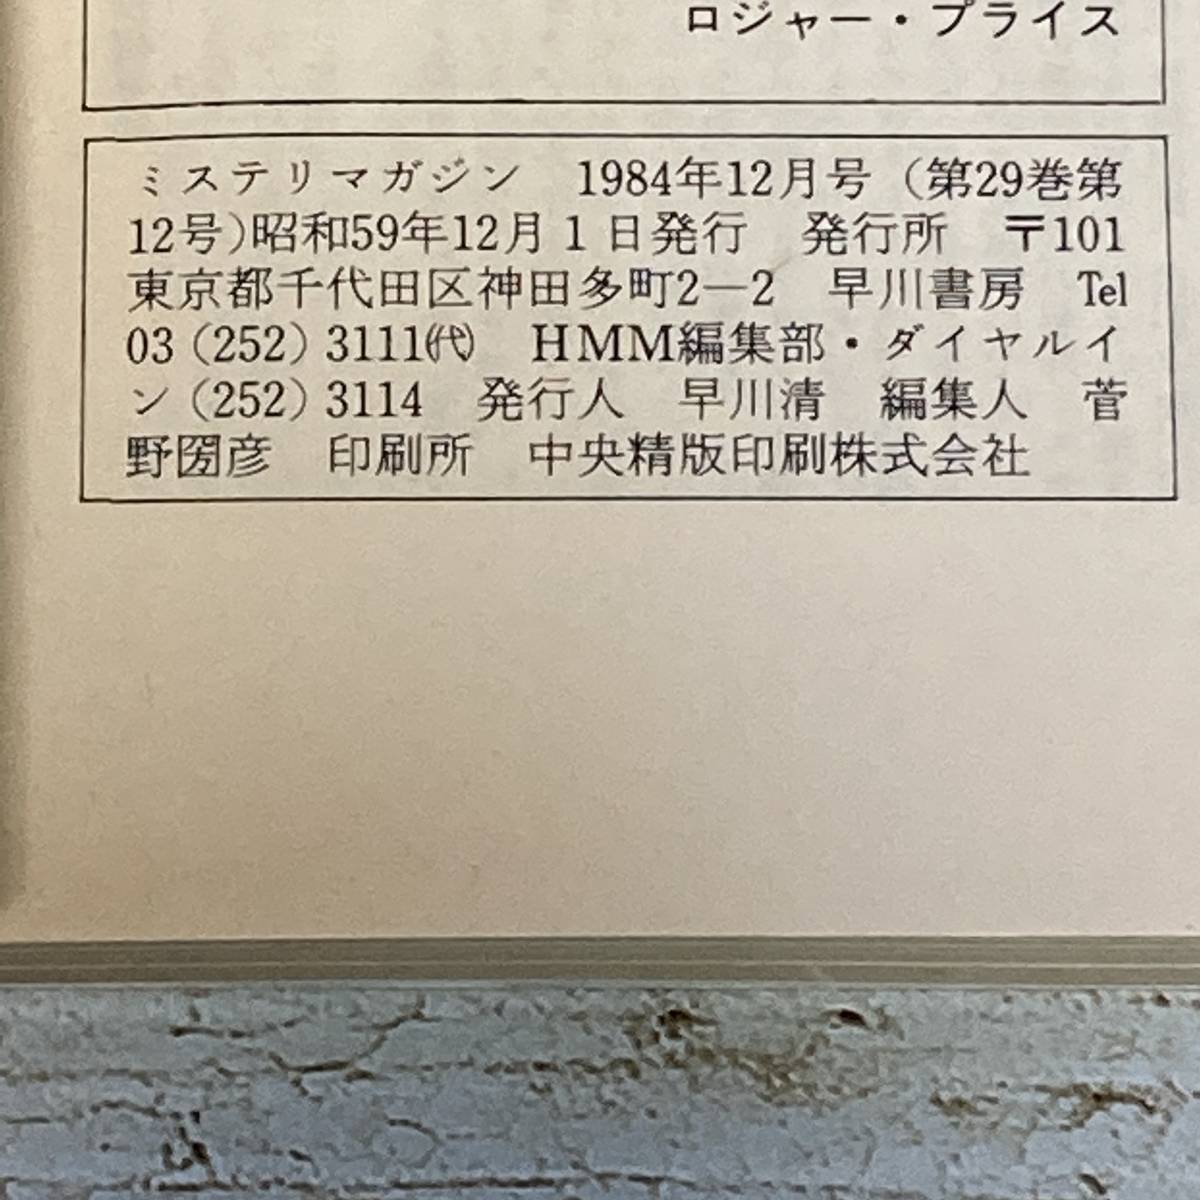 ロジャー・プライス
ミステリマガジン 1984年12月号（第29巻第
12号)昭和59年12月1日発行 発行所 〒101
東京都千代田区神田多町2―2 早川書房 Tel
03（252）3111㈹ HMM編集部・ダイヤルイ
ン（252）3114 発行人 早川清 編集人 菅
野圀彦 印刷所 中央精版印刷株式会社